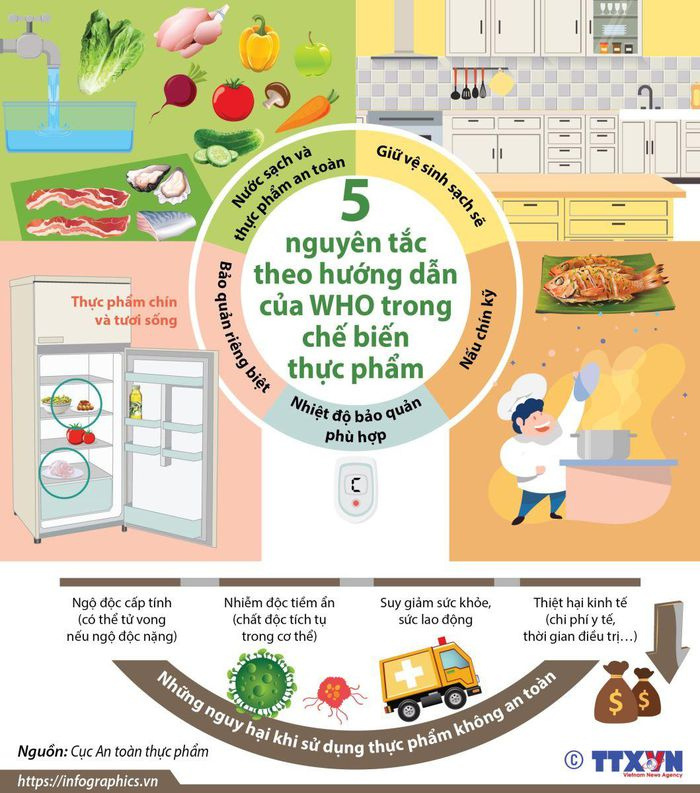 5
nguyên tắc
theo hướng dẫn
của WHO trong
chế biến
thực phẩm
Nước sạch và
thực phẩm an toàn
Giữ vệ sinh sạch sẽ
Nấu chín kỹ
Nhiệt độ bảo quản
phù hợp
Bảo quản riêng biệt
Thực phẩm chín
và tươi sống
C
Ngộ độc cấp tính
(có thể tử vong
nếu ngộ độc nặng)
Nhiễm độc tiềm ẩn
(chất độc tích tụ
trong cơ thể)
Suy giảm sức khỏe,
sức lao động
Thiệt hại kinh tế
(chi phí y tế,
thời gian điều trị...)
$ $
Những nguy hại khi sử dụng thực phẩm không an toàn
Nguồn: Cục An toàn thực phẩm
https://infographics.vn
© TTXVN
Vietnam News Agency